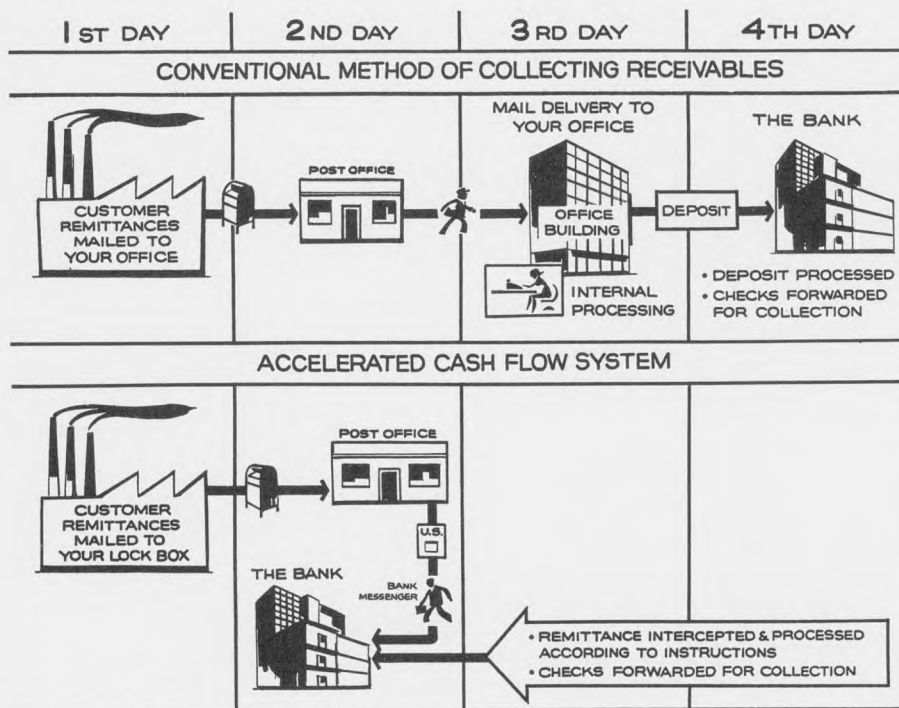 1ST DAY
2ND DAY
3RD DAY
4TH DAY
CONVENTIONAL METHOD OF COLLECTING RECEIVABLES
CUSTOMER
REMITTANCES
MAILED TO
YOUR OFFICE
POST OFFICE
MAIL DELIVERY TO
YOUR OFFICE
OFFICE
BUILDING
INTERNAL
PROCESSING
DEPOSIT
THE BANK
• DEPOSIT PROCESSED
• CHECKS FORWARDED
FOR COLLECTION
ACCELERATED CASH FLOW SYSTEM
CUSTOMER
REMITTANCES
MAILED TO
YOUR LOCK BOX
POST OFFICE
U.S.
BANK
MESSENGER
THE BANK
• REMITTANCE INTERCEPTED & PROCESSED
ACCORDING TO INSTRUCTIONS
• CHECKS FORWARDED FOR COLLECTION